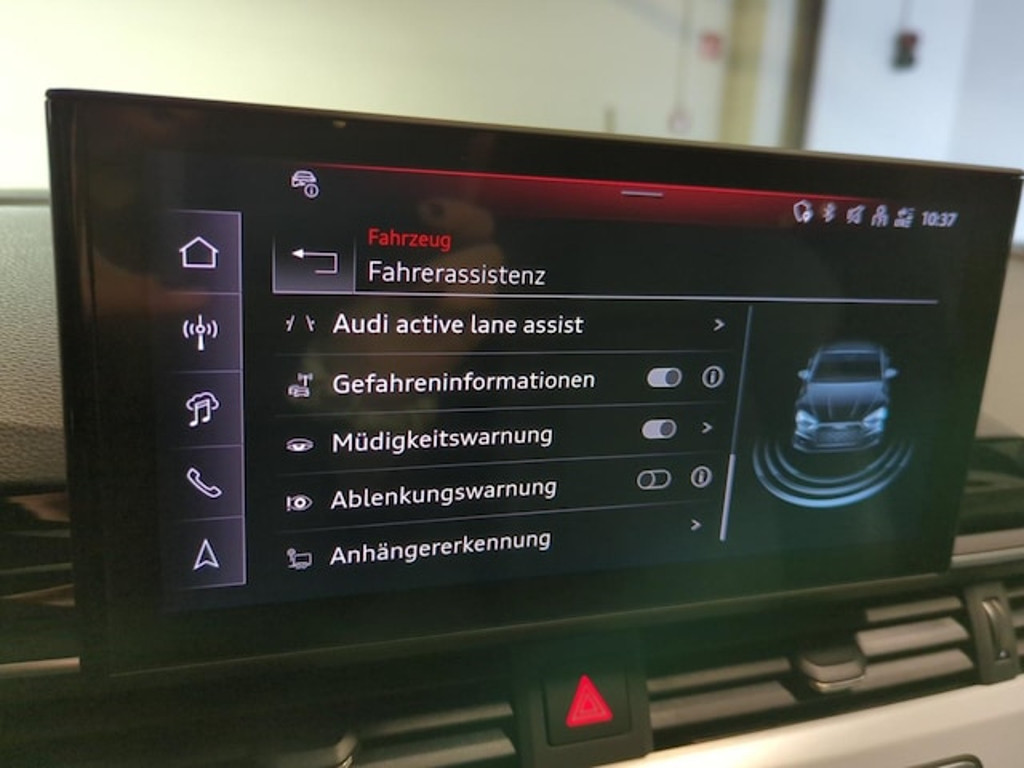 10:37
Fahrzeug
Fahrerassistenz
Audi active lane assist
Gefahreninformationen
Müdigkeitswarnung
Ablenkungswarnung
Anhängererkennung